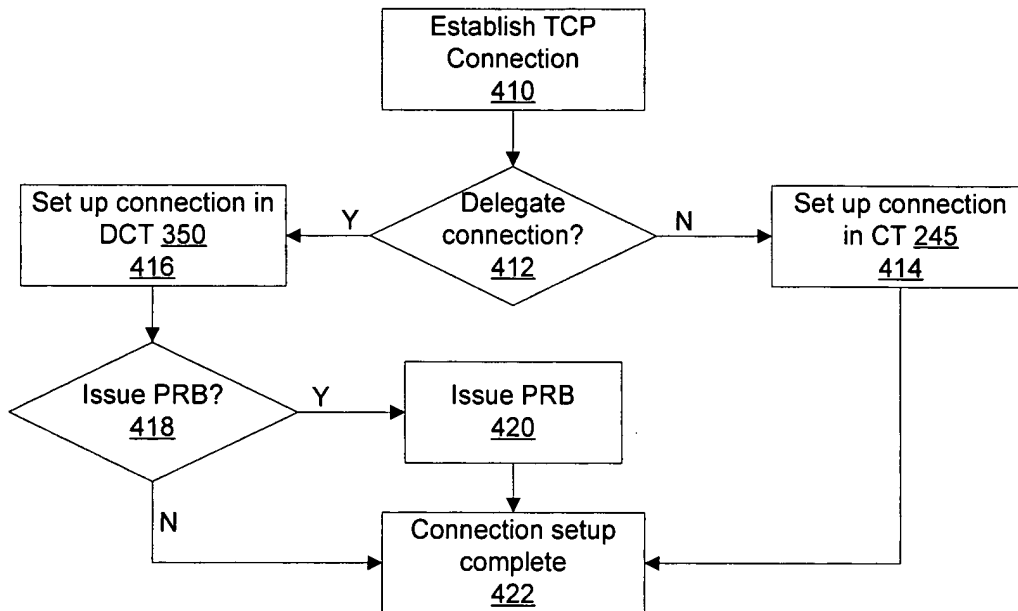 Establish TCP
Connection
410
Delegate
connection?
412
Y
N
Set up connection in
DCT 350
416
Set up connection
in CT 245
414
Issue PRB?
418
Y
N
Issue PRB
420
Connection setup
complete
422